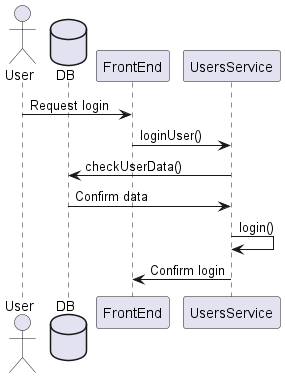 User
DB
FrontEnd
UsersService
Request login
loginUser()
checkUserData()
Confirm data
login()
Confirm login
User
DB
FrontEnd
UsersService